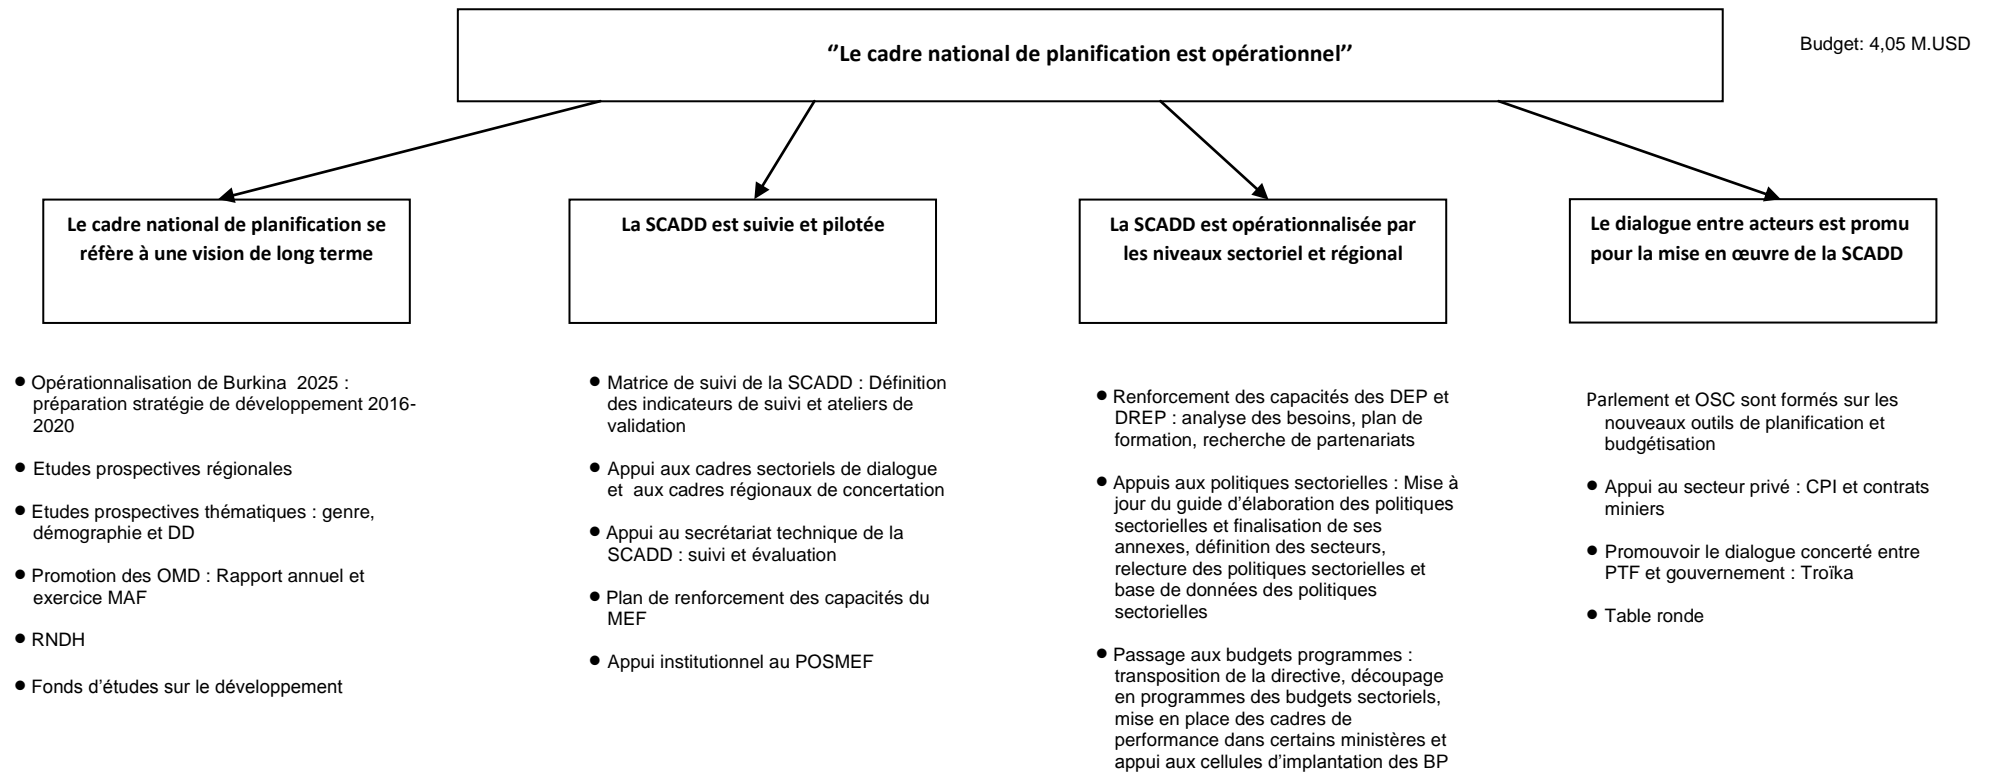 ‘’Le cadre national de planification est opérationnel’’
Budget: 4,05 M.USD
Le cadre national de planification se
réfère à une vision de long terme
La SCADD est suivie et pilotée
La SCADD est opérationnalisée par
les niveaux sectoriel et régional
Le dialogue entre acteurs est promu
pour la mise en œuvre de la SCADD
● Opérationnalisation de Burkina 2025 :
préparation stratégie de développement 2016-
2020
● Etudes prospectives régionales
● Etudes prospectives thématiques : genre,
démographie et DD
● Promotion des OMD : Rapport annuel et
exercice MAF
● RNDH
● Fonds d’études sur le développement
● Matrice de suivi de la SCADD : Définition
des indicateurs de suivi et ateliers de
validation
● Appui aux cadres sectoriels de dialogue
et aux cadres régionaux de concertation
● Appui au secrétariat technique de la
SCADD : suivi et évaluation
● Plan de renforcement des capacités du
MEF
● Appui institutionnel au POSMEF
● Renforcement des capacités des DEP et
DREP : analyse des besoins, plan de
formation, recherche de partenariats
● Appuis aux politiques sectorielles : Mise à
jour du guide d’élaboration des politiques
sectorielles et finalisation de ses
annexes, définition des secteurs,
relecture des politiques sectorielles et
base de données des politiques
sectorielles
● Passage aux budgets programmes :
transposition de la directive, découpage
en programmes des budgets sectoriels,
mise en place des cadres de
performance dans certains ministères et
appui aux cellules d’implantation des BP
Parlement et OSC sont formés sur les
nouveaux outils de planification et
budgétisation
● Appui au secteur privé : CPI et contrats
miniers
● Promouvoir le dialogue concerté entre
PTF et gouvernement : Troïka
● Table ronde